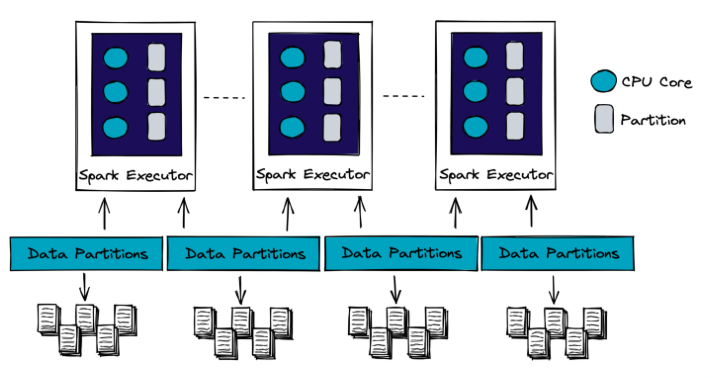 CPU Core
Partition
Spark Executor
Spark Executor
Spark Executor
Data Partitions
Data Partitions
Data Partitions
Data Partitions